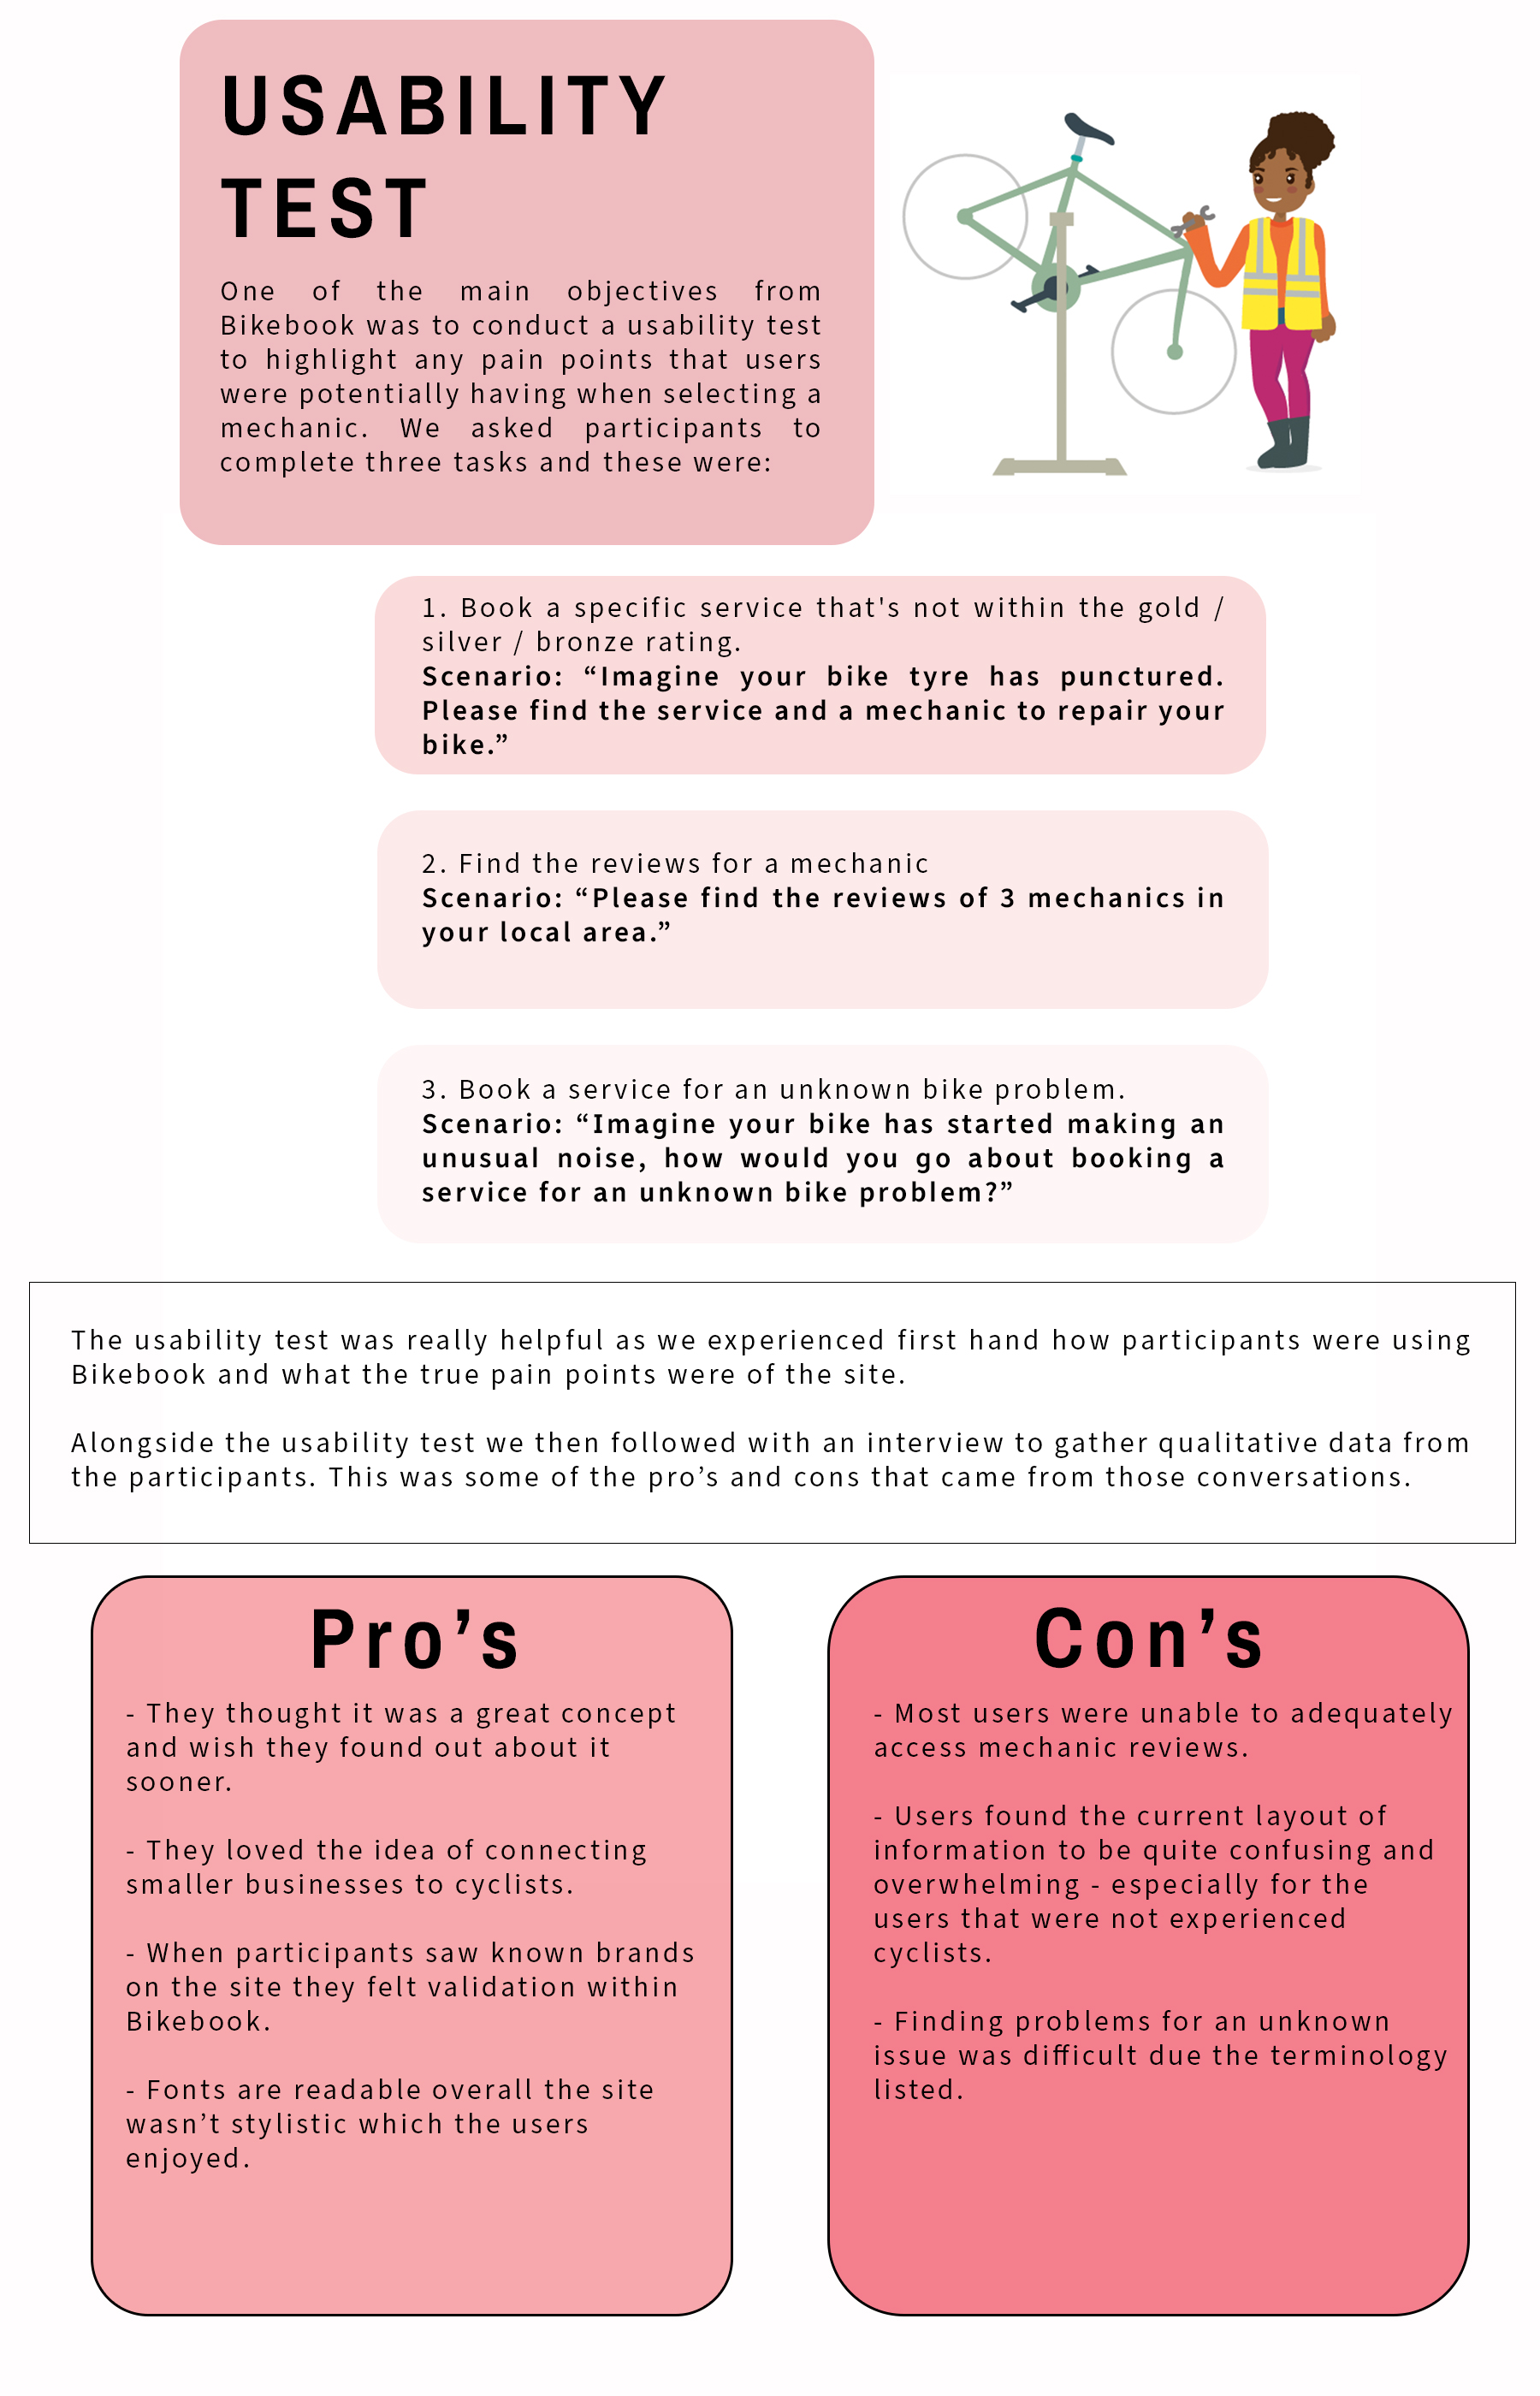 USABILITY
TEST
One of the main objectives from
Bikebook was to conduct a usability test
to highlight any pain points that users
were potentially having when selecting a
mechanic. We asked participants to
complete three tasks and these were:
1. Book a specific service that's not within the gold /
silver / bronze rating.
Scenario: “Imagine your bike tyre has punctured.
Please find the service and a mechanic to repair your
bike.”
2. Find the reviews for a mechanic
Scenario: “Please find the reviews of 3 mechanics in
your local area.”
3. Book a service for an unknown bike problem.
Scenario: “Imagine your bike has started making an
unusual noise, how would you go about booking a
service for an unknown bike problem?”
The usability test was really helpful as we experienced first hand how participants were using
Bikebook and what the true pain points were of the site.
Alongside the usability test we then followed with an interview to gather qualitative data from
the participants. This was some of the pro’s and cons that came from those conversations.
Pro’s
- They thought it was a great concept
and wish they found out about it
sooner.
- They loved the idea of connecting
smaller businesses to cyclists.
- When participants saw known brands
on the site they felt validation within
Bikebook.
- Fonts are readable overall the site
wasn’t stylistic which the users
enjoyed.
Con’s
- Most users were unable to adequately
access mechanic reviews.
- Users found the current layout of
information to be quite confusing and
overwhelming - especially for the
users that were not experienced
cyclists.
- Finding problems for an unknown
issue was difficult due the terminology
listed.